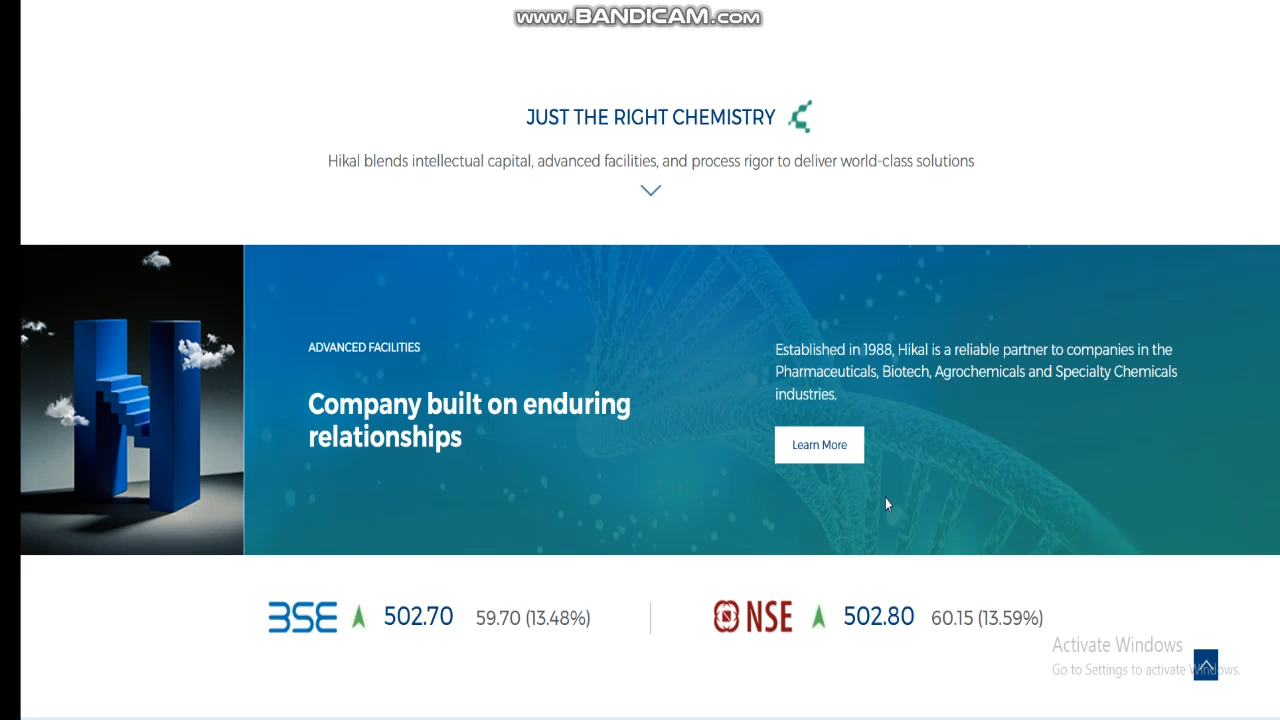 www.BANDICAM.com
JUST THE RIGHT CHEMISTRY
Hikal blends intellectual capital, advanced facilities, and process rigor to deliver world-class solutions
ADVANCED FACILITIES
Company built on enduring
relationships
Established in 1988, Hikal is a reliable partner to companies in the
Pharmaceuticals, Biotech, Agrochemicals and Specialty Chemicals
industries.
Learn More
BSE 502.70 59.70 (13.48%)
NSE 502.80 60.15 (13.59%)
Activate Windows
Go to Settings to activate Windows.